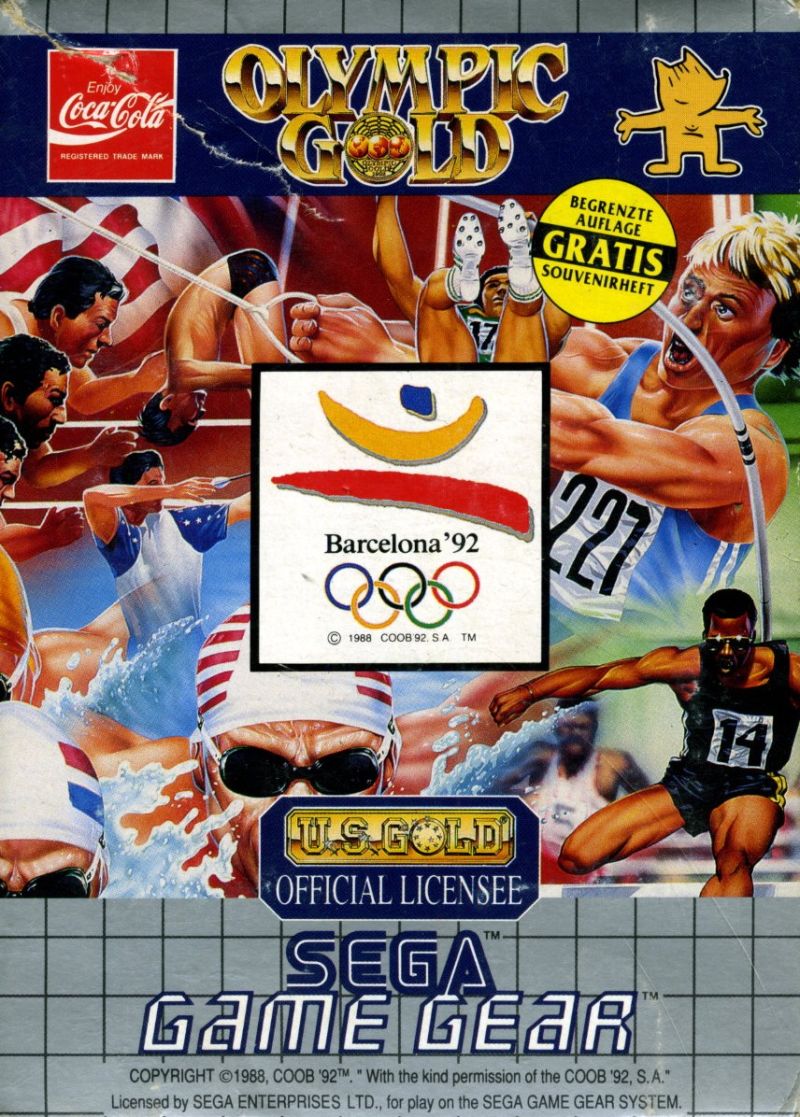 Enjoy
Coca-Cola
REGISTERED TRADE MARK
OLYMPIC
GOLD
BEGRENZTE
AUFLAGE
GRATIS
SOUVENIRHEFT
17
227
Barcelona '92
© 1988 COOB'92, S.A. TM
14
U.S. GOLD®
OFFICIAL LICENSEE
SEGA™
GAME GEAR™
COPYRIGHT ©1988, COOB '92™. " With the kind permission of the COOB '92, S.A."
Licensed by SEGA ENTERPRISES LTD., for play on the SEGA GAME GEAR SYSTEM.